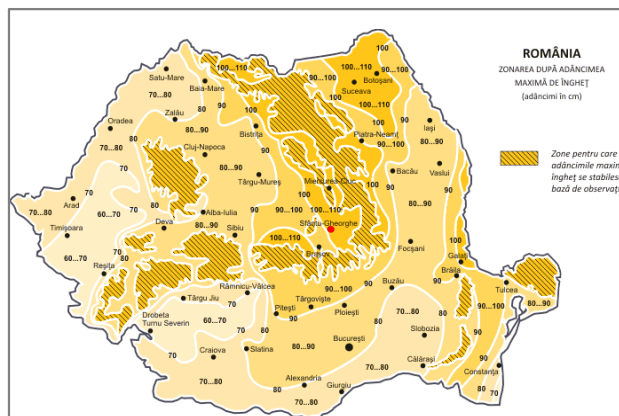 ROMÂNIA
ZONAREA DUPĂ ADÂNCIMEA
MAXIMĂ DE ÎNGHEȚ
(adâncimi în cm)
Zone pentru care
adâncimile maxim
îngheț se stabilesc
bază de observați
100
100...110
90...100
Botoșani
Satu-Mare
Baia-Mare
100...110
100
90...100
100
Suceava
70...80
80
90
100...110
Zalău
80
100
Oradea
80...90
Bistrița
Piatra-Neamț
Iași
70...80
Cluj-Napoca
90
90...100
80...90
80...90
Bacău
Vaslui
Târgu-Mureș
Miercurea-Ciuc
90
Arad
70
90...100
100...110
70...80
60...70
Alba-Iulia
90
80...90
Timișoara
Deva
80...90
Sibiu
Sfântu-Gheorghe
100
70
100...110
Brașov
Focșani
60...70
Galați
Reșița
Brăila
Râmnicu-Vâlcea
Buzău
90
Tulcea
70
Târgu Jiu
Târgoviște
90...100
80...90
Drobeta
Turnu Severin
60...70
Pitești
Ploiești
80
70...80
90
80...90
București
Slobozia
70
Craiova
Slatina
Călărași
Constanța
70...80
Alexandria
70...80
80
Giurgiu
70...80